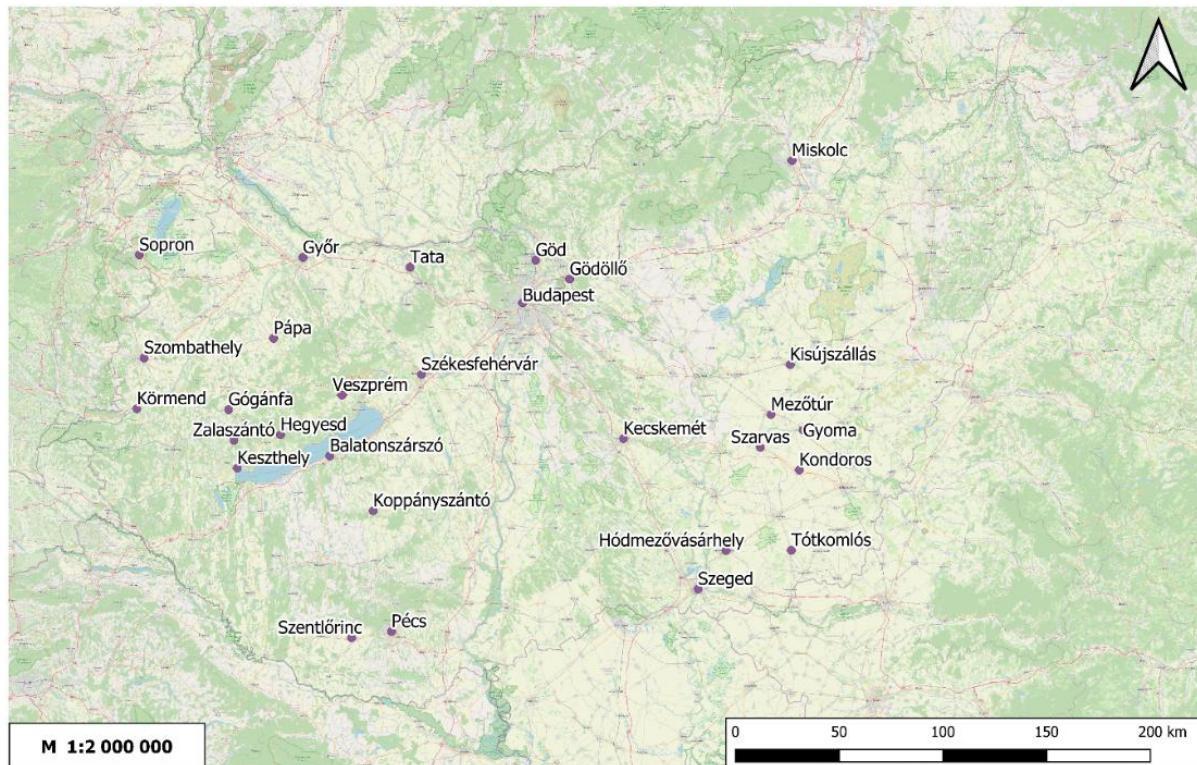 Miskolc
Sopron
Győr
Tata
Göd
Gödöllő
Budapest
Pápa
Szombathely
Székesfehérvár
Kisújszállás
Veszprém
Körmend
Gógánfa
Mezőtúr
Zalaszántó
Hegyesd
Kecskemét
Szarvas
Gyoma
Keszthely
Balatonszárszó
Kondoros
Koppányszántó
Hódmezővásárhely
Tótkomlós
Szeged
Szentlőrinc
Pécs
M 1:2 000 000
0 50 100 150 200 km